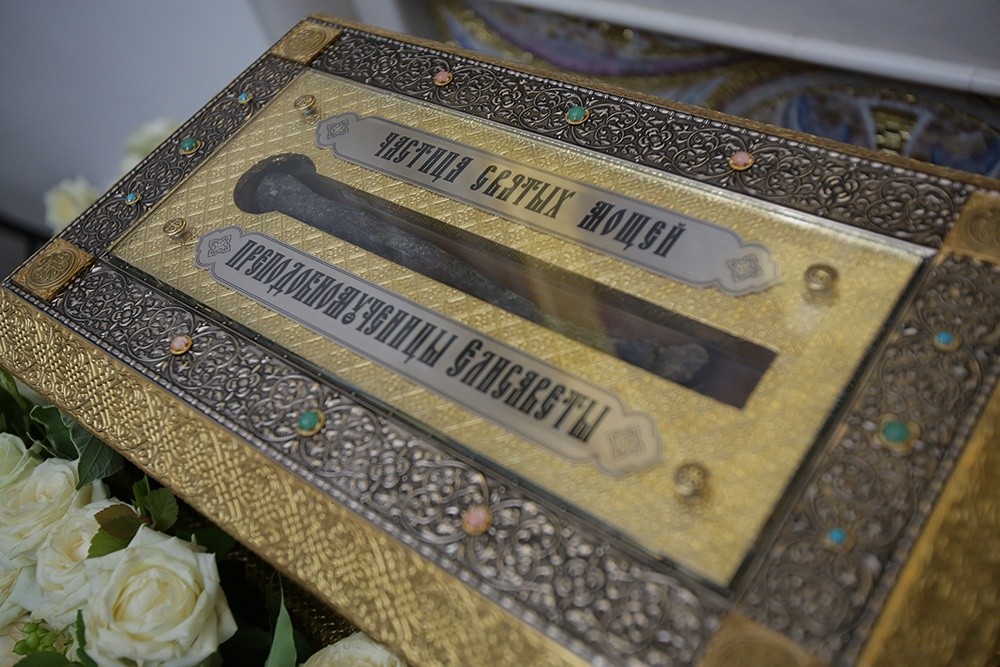 ЧАСТИЦА СВЯТЫХ МОЩЕЙ
ПРЕПОДОБНОМУЧЕНИЦЫ ЕЛИСАВЕТЫ